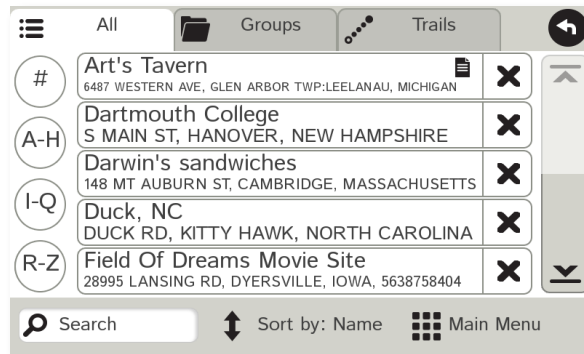 All
Groups
Trails
#
Art's Tavern
6487 WESTERN AVE, GLEN ARBOR TWP:LEELANAU, MICHIGAN
A-H
Dartmouth College
S MAIN ST, HANOVER, NEW HAMPSHIRE
Darwin's sandwiches
148 MT AUBURN ST, CAMBRIDGE, MASSACHUSETTS
I-Q
Duck, NC
DUCK RD, KITTY HAWK, NORTH CAROLINA
R-Z
Field Of Dreams Movie Site
28995 LANSING RD, DYERSVILLE, IOWA, 5638758404
Search
Sort by: Name
Main Menu